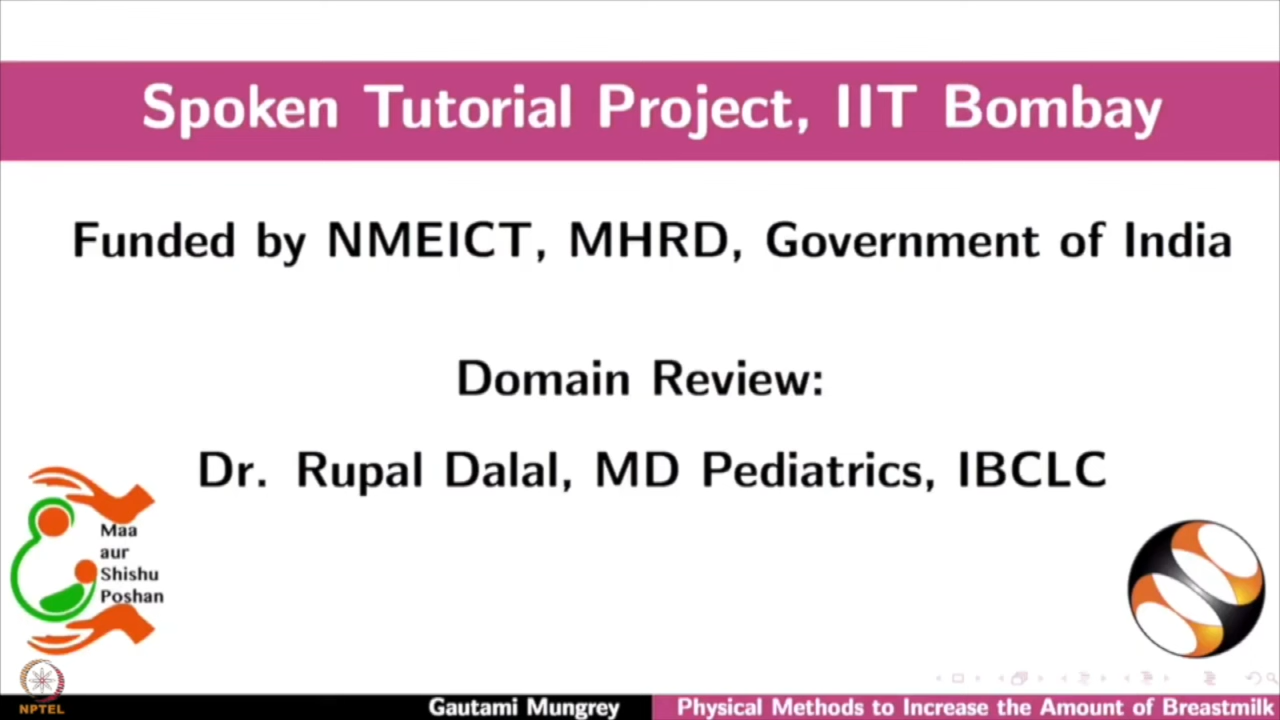 Spoken Tutorial Project, IIT Bombay
Funded by NMEICT, MHRD, Government of India
Domain Review:
Dr. Rupal Dalal, MD Pediatrics, IBCLC
Maa
aur
Shishu
Poshan
NPTEL
Gautami Mungrey
Physical Methods to Increase the Amount of Breastmilk